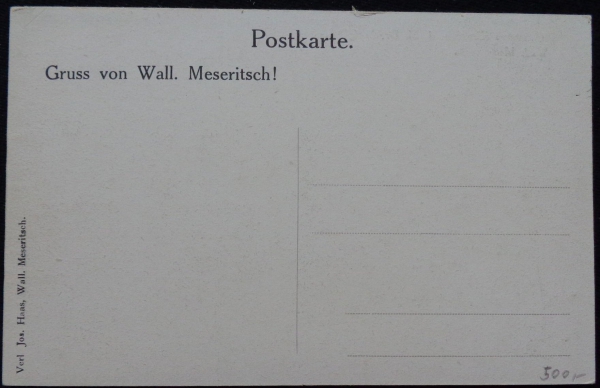 Postkarte.
Gruss von Wall. Meseritsch!
Verl Jos. Haas, Wall. Meseritsch.
500,-